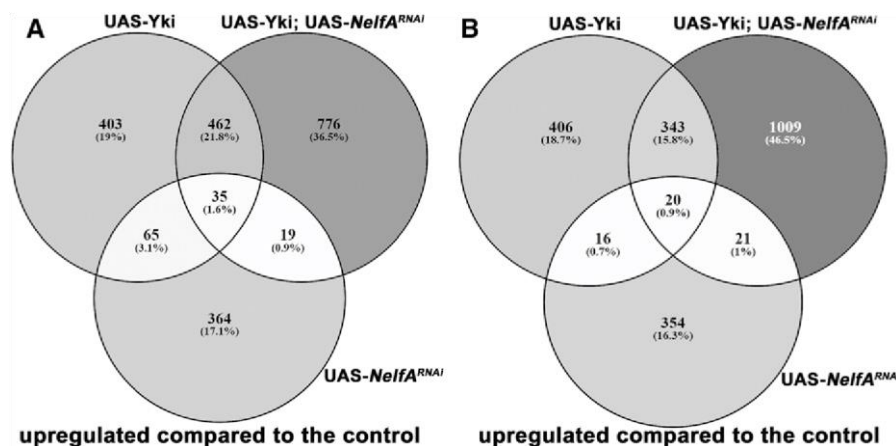 A
UAS-Yki
UAS-Yki; UAS-NelfA^RNAi
403
(19%)
462
(21.8%)
776
(36.5%)
35
(1.6%)
65
(3.1%)
19
(0.9%)
364
(17.1%)
UAS-NelfA^RNAi
upregulated compared to the control
B
UAS-Yki
UAS-Yki; UAS-NelfA^RNAi
406
(18.7%)
343
(15.8%)
1009
(46.5%)
20
(0.9%)
16
(0.7%)
21
(1%)
354
(16.3%)
UAS-NelfA^RNA
upregulated compared to the control